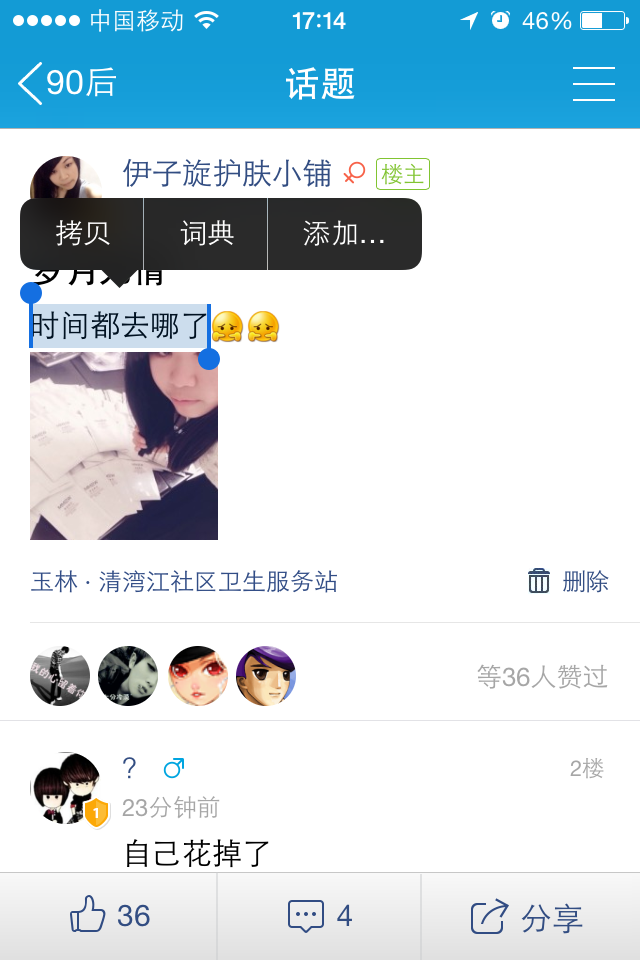 中国移动 17:14 46%
90后 话题
伊子旋护肤小铺 楼主
拷贝 词典 添加...
时间都去哪了
玉林 · 清湾江社区卫生服务站 删除
等36人赞过
? 2楼
1 23分钟前
自己花掉了
36 4 分享